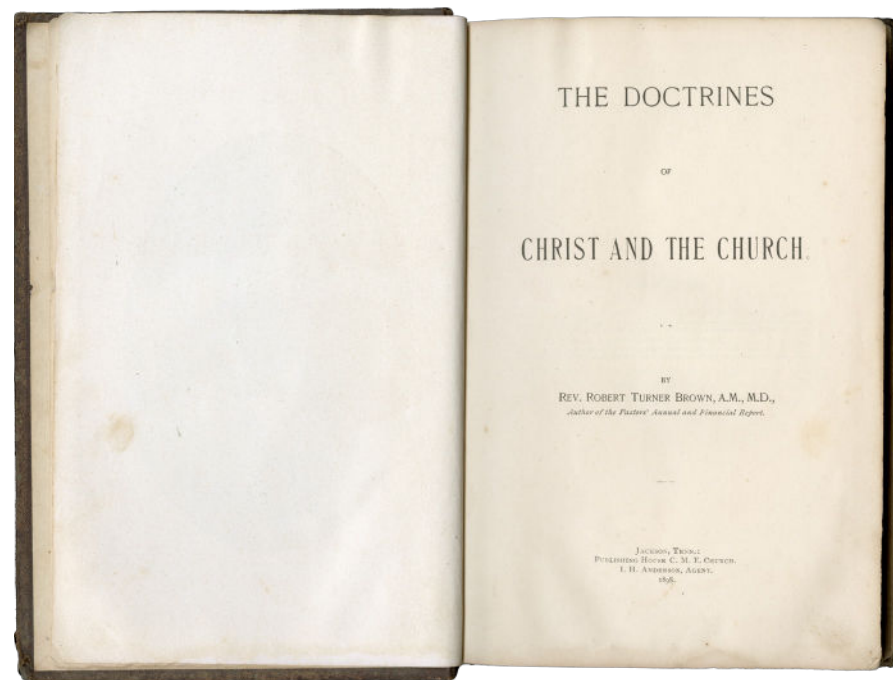 THE DOCTRINES
OF
CHRIST AND THE CHURCH.
BY
REV. ROBERT TURNER BROWN, A.M., M.D.,
Author of the Pastors' Annual and Financial Report.
JACKSON, TENN.:
PUBLISHING HOUSE C. M. E. CHURCH.
I. H. ANDERSON, AGENT.
1898.